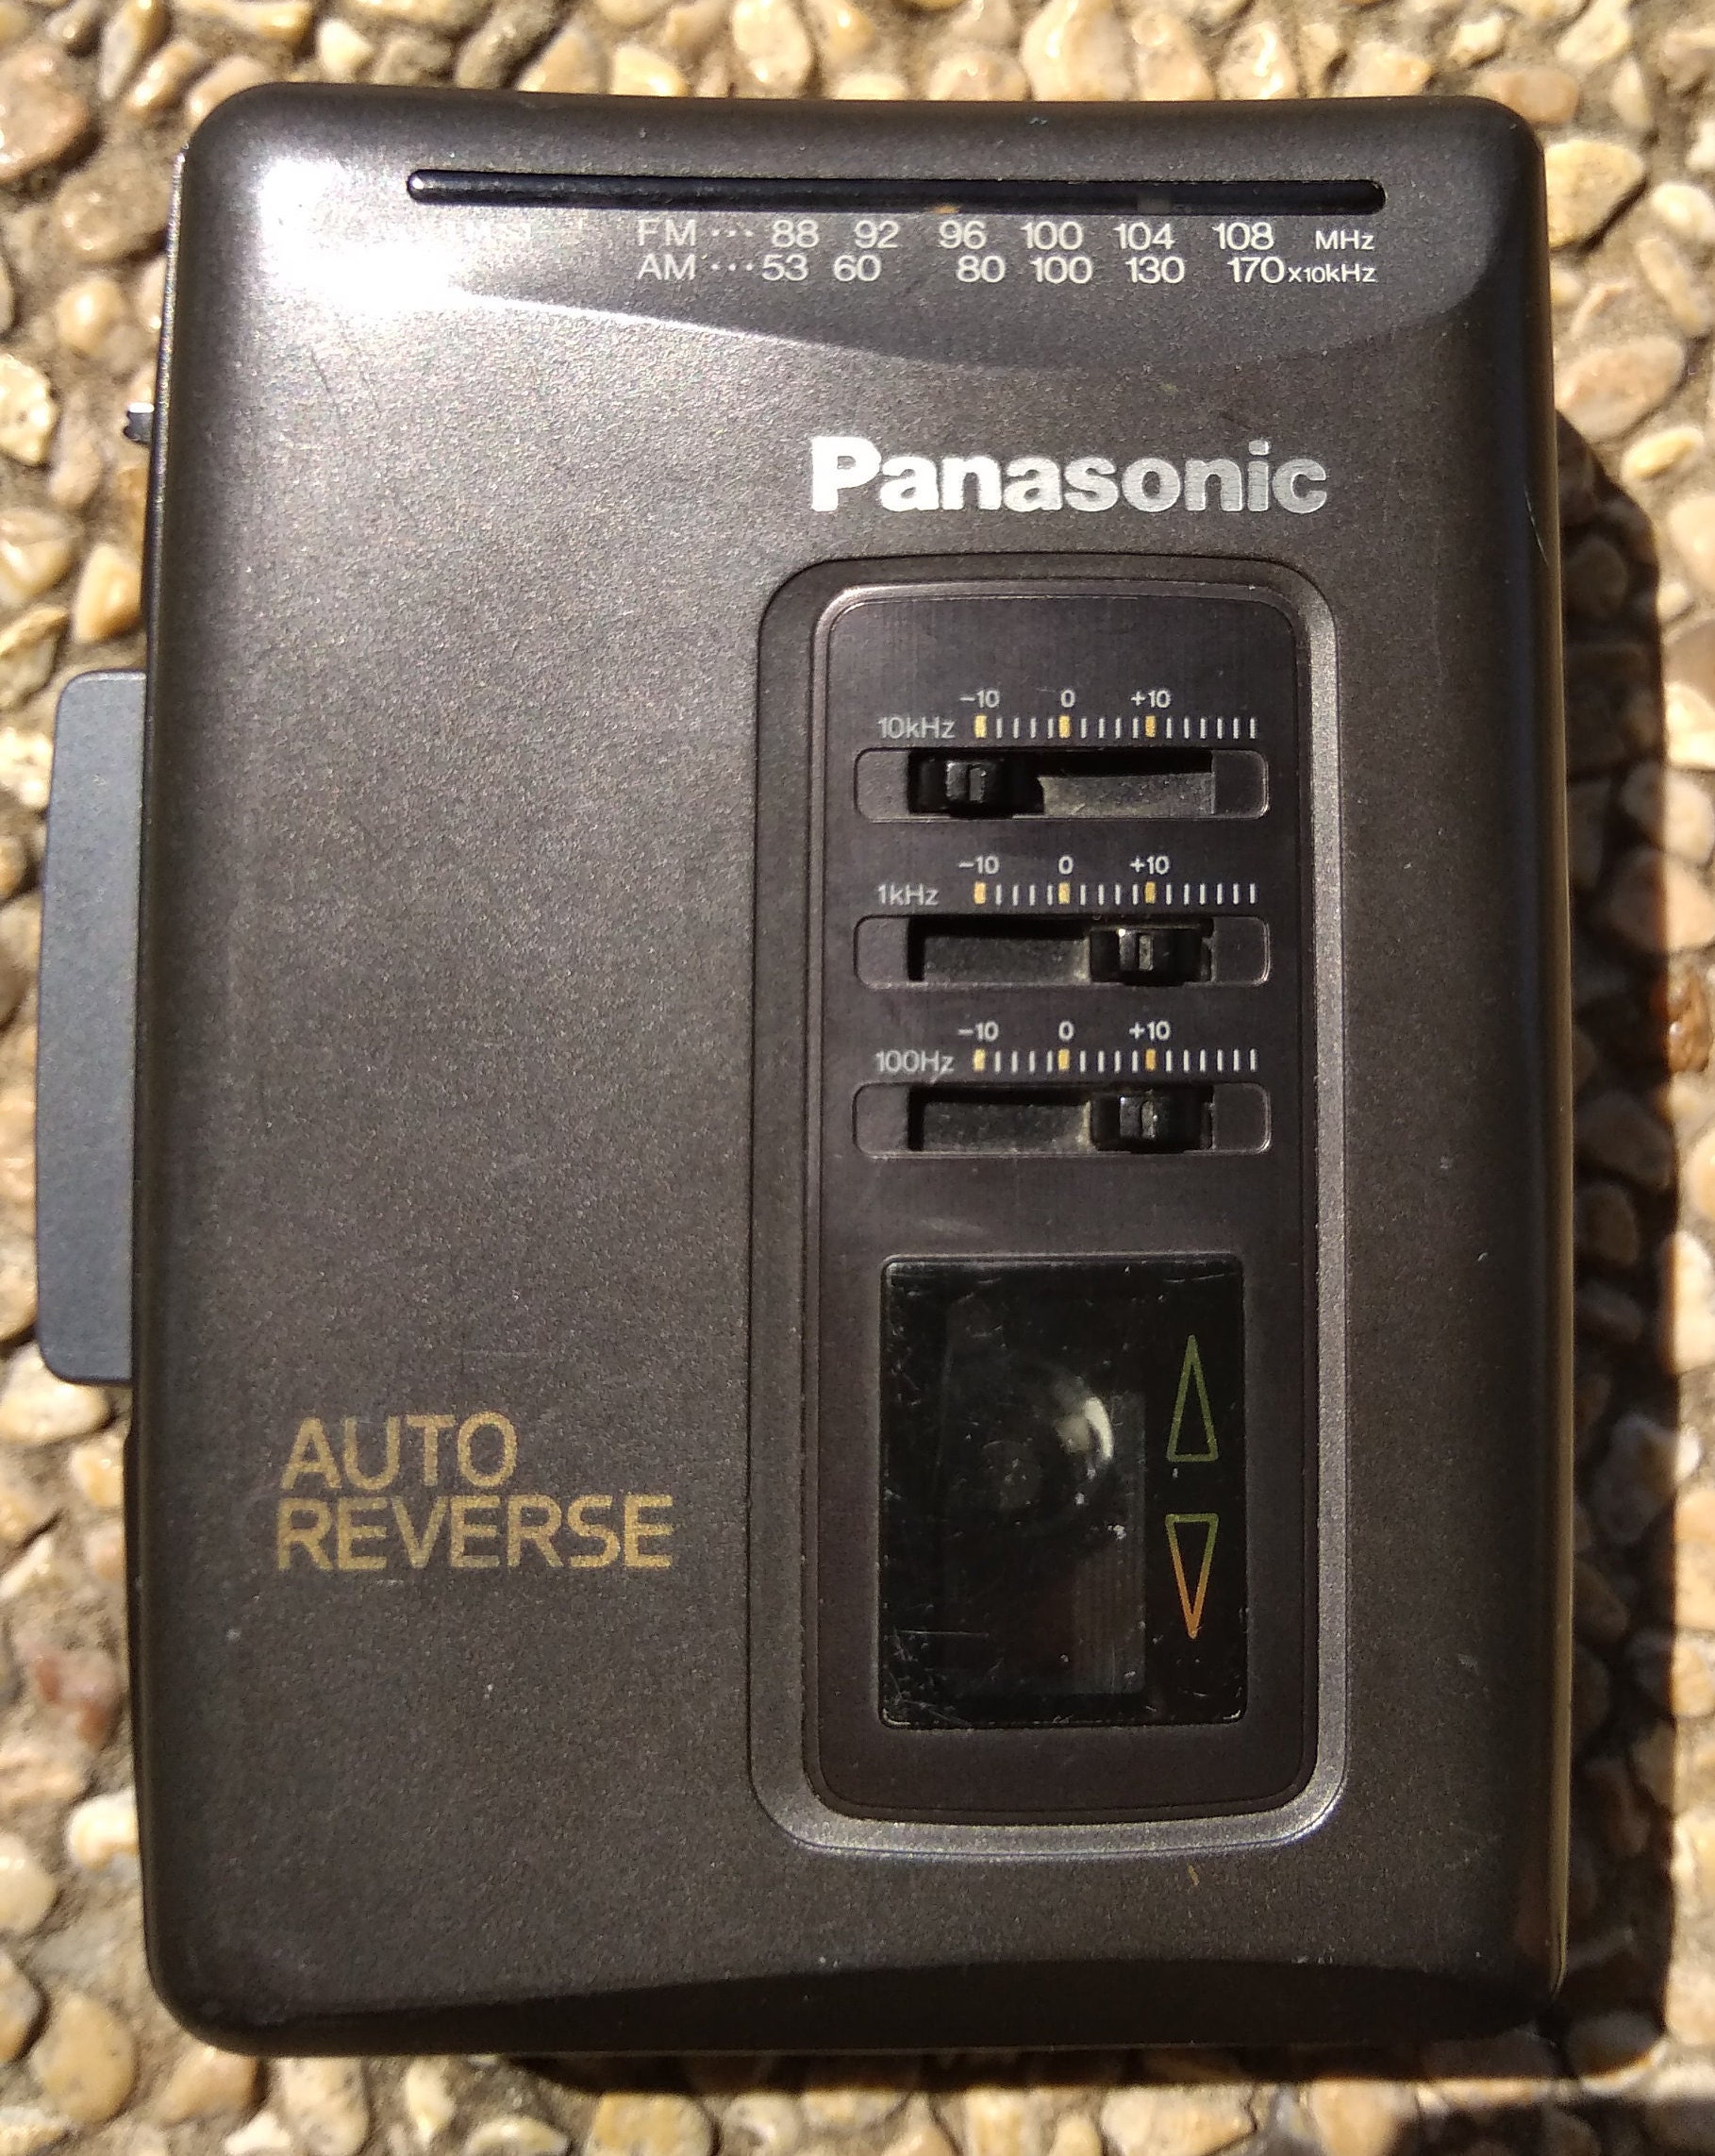 FM ··· 88 92 96 100 104 108 MHz
AM ··· 53 60 80 100 130 170 x10kHz
Panasonic
-10 0 +10
10kHz
-10 0 +10
1kHz
-10 0 +10
100Hz
AUTO
REVERSE